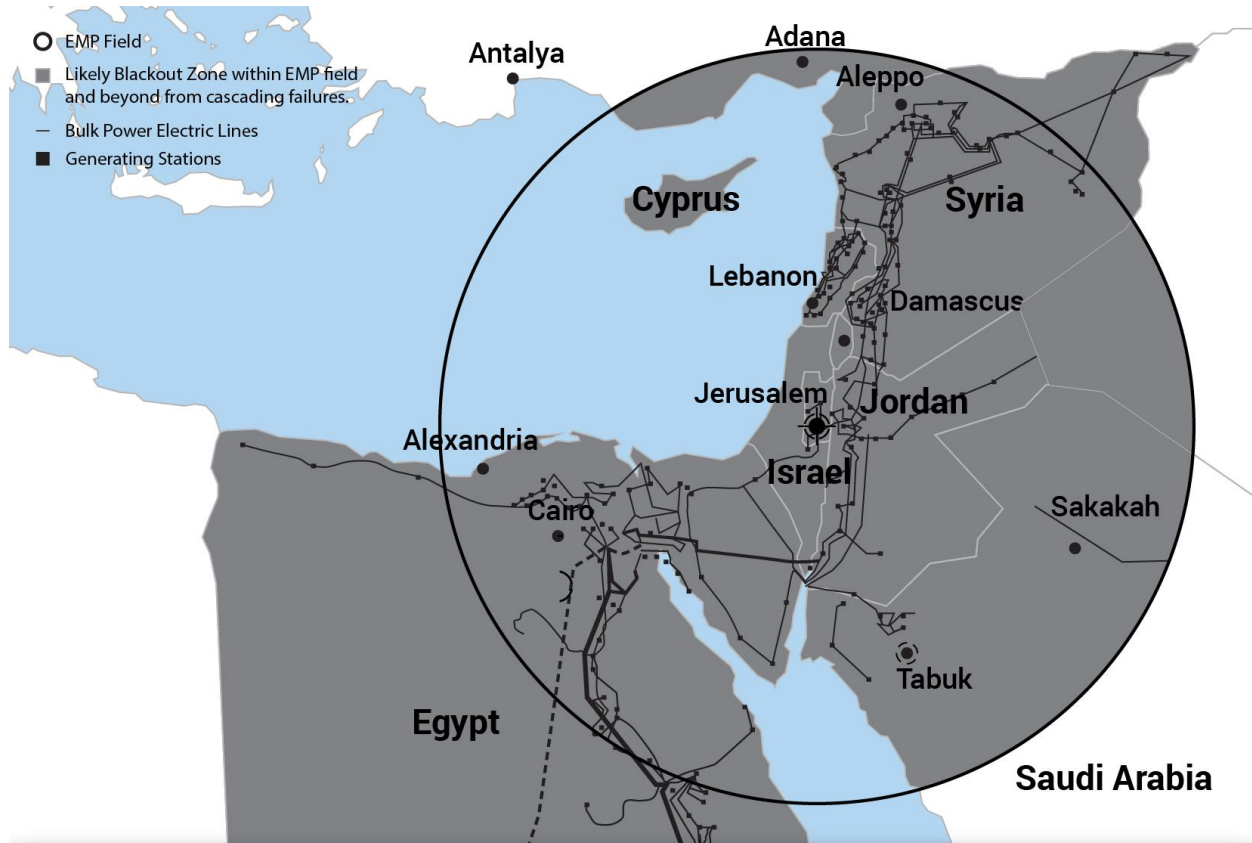 EMP Field
Likely Blackout Zone within EMP field
and beyond from cascading failures.
Bulk Power Electric Lines
Generating Stations
Antalya
Adana
Aleppo
Cyprus
Syria
Lebanon
Damascus
Jerusalem
Jordan
Alexandria
Israel
Cairo
Sakakah
Tabuk
Egypt
Saudi Arabia